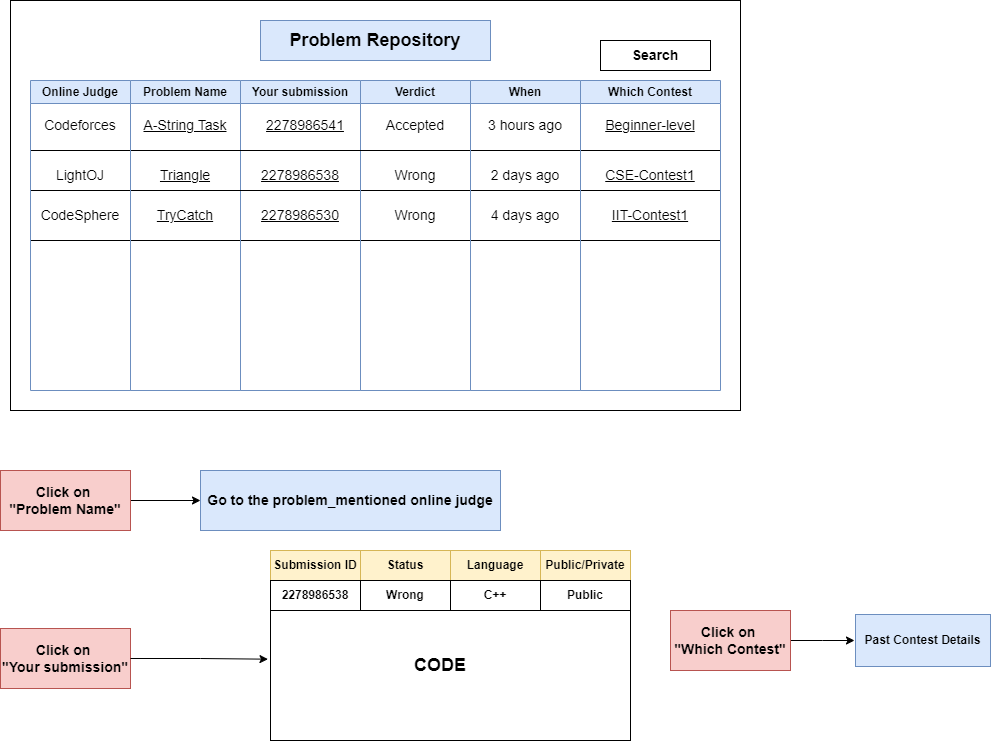 Problem Repository
Search
Online Judge Problem Name Your submission Verdict When Which Contest
Codeforces A-String Task 2278986541 Accepted 3 hours ago Beginner-level
LightOJ Triangle 2278986538 Wrong 2 days ago CSE-Contest1
CodeSphere TryCatch 2278986530 Wrong 4 days ago IIT-Contest1
Click on
"Problem Name"
Go to the problem_mentioned online judge
Submission ID Status Language Public/Private
2278986538 Wrong C++ Public
CODE
Click on
"Your submission"
Click on
"Which Contest"
Past Contest Details